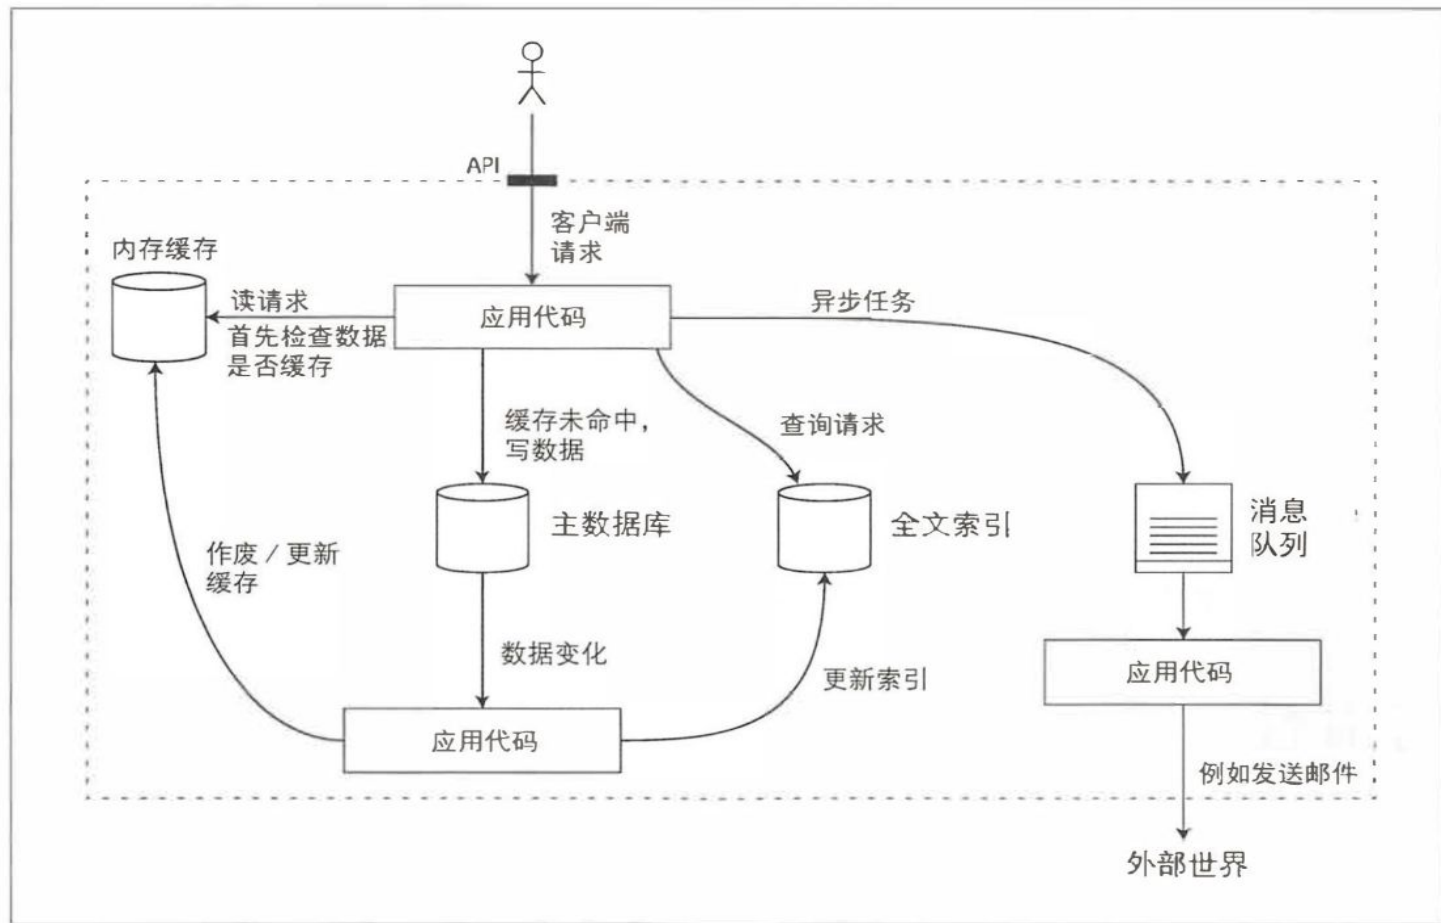 API
客户端
请求
内存缓存
读请求
首先检查数据
是否缓存
应用代码
异步任务
缓存未命中，
写数据
查询请求
主数据库
全文索引
消息
队列
作废 / 更新
缓存
数据变化
更新索引
应用代码
应用代码
例如发送邮件
外部世界